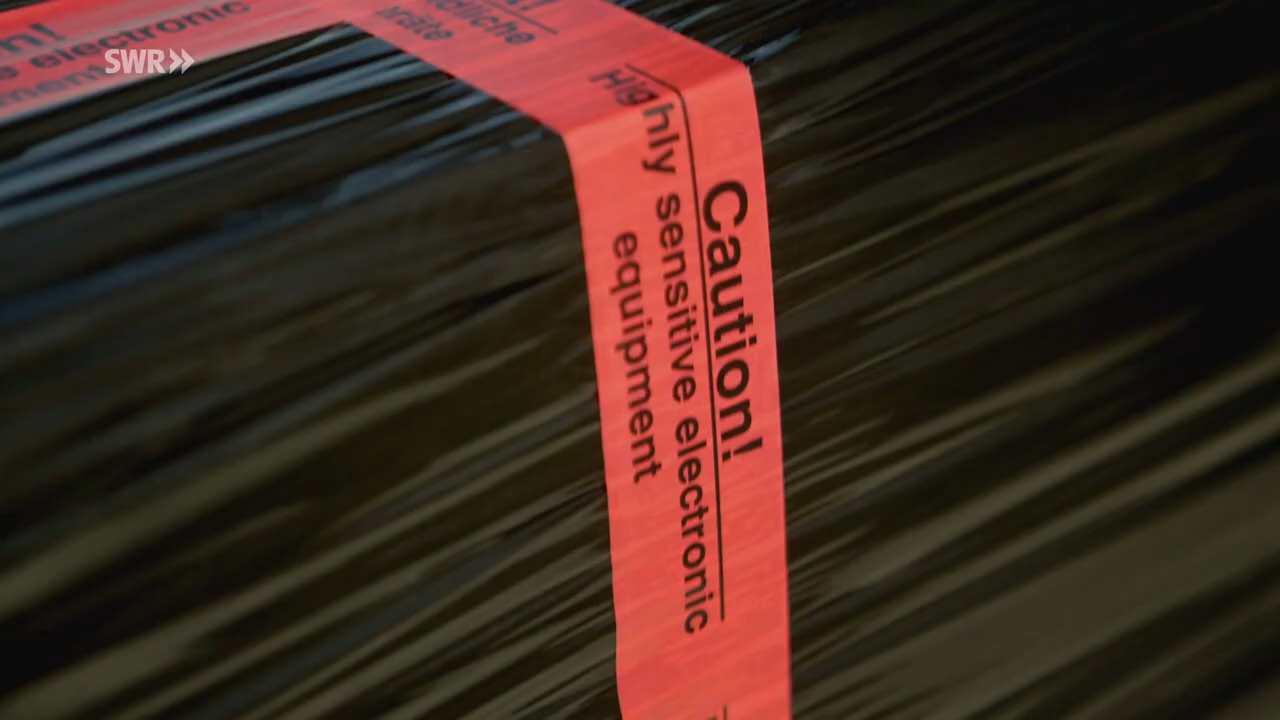 SWR
e electronic
Caution!
Highly sensitive electronic
equipment